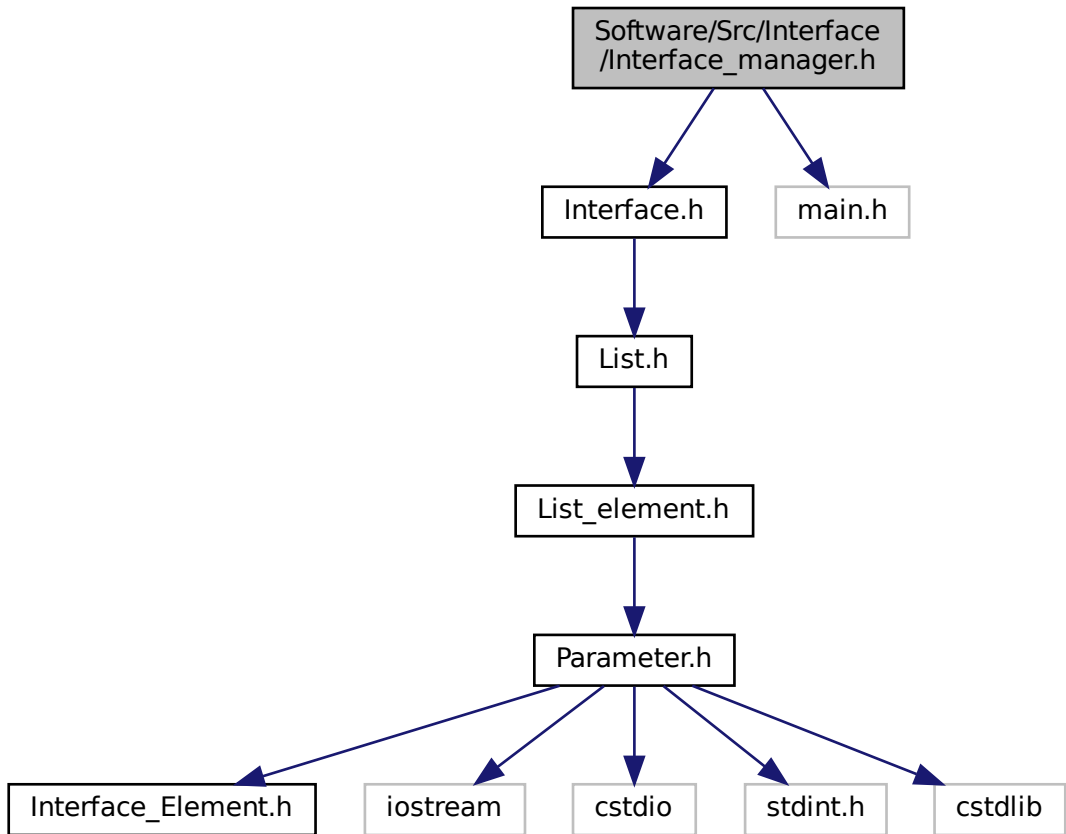 Software/Src/Interface
/Interface_manager.h
Interface.h
main.h
List.h
List_element.h
Parameter.h
Interface_Element.h
iostream
cstdio
stdint.h
cstdlib